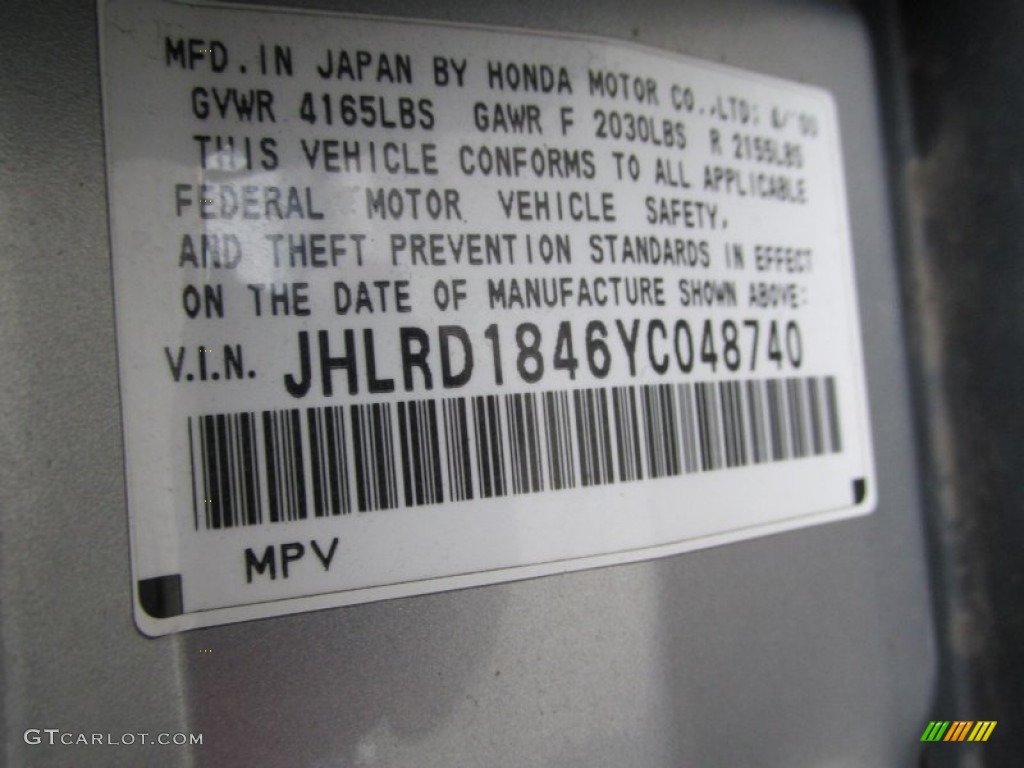 MFD. IN JAPAN BY HONDA MOTOR CO.,LTD;
GVWR 4165LBS GAWR F 2030LBS R 2155LBS
THIS VEHICLE CONFORMS TO ALL APPLICABLE
FEDERAL MOTOR VEHICLE SAFETY,
AND THEFT PREVENTION STANDARDS IN EFFECT
ON THE DATE OF MANUFACTURE SHOWN ABOVE:
V.I.N. JHLRD1846YC048740
MPV
GTCARLOT.COM